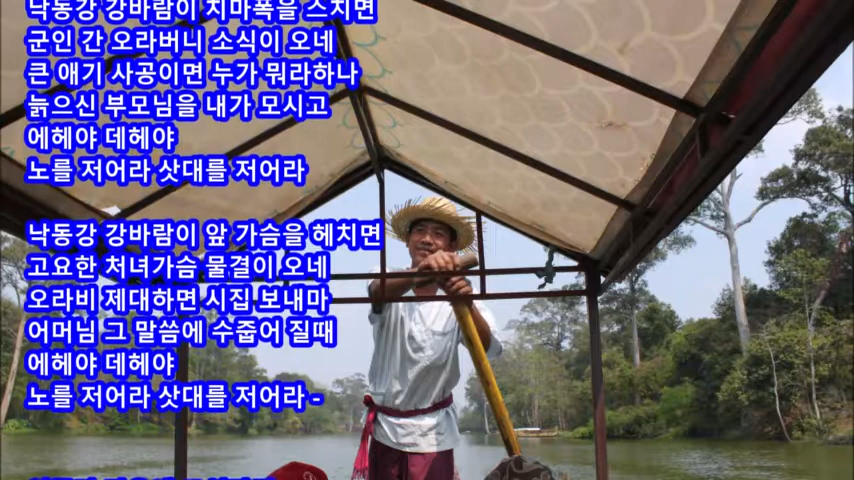 낙동강 강바람이 치마폭을 스치면
군인 간 오라버니 소식이 오네
큰 애기 사공이면 누가 뭐라하나
늙으신 부모님을 내가 모시고
에헤야 데헤야
노를 저어라 삿대를 저어라
낙동강 강바람이 앞 가슴을 헤치면
고요한 처녀가슴 물결이 오네
오라비 제대하면 시집 보내마
어머님 그 말씀에 수줍어 질때
에헤야 데헤야
노를 저어라 삿대를 저어라 -